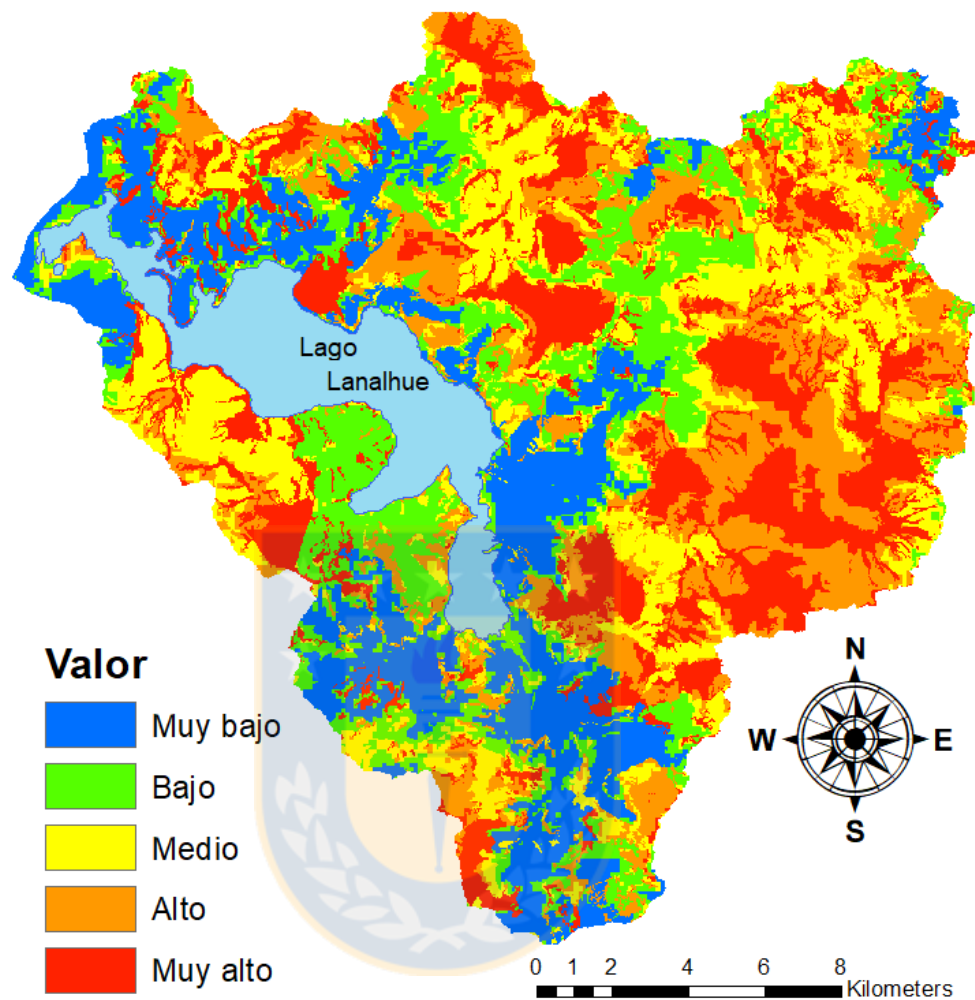 Lago
Lanalhue
Valor
Muy bajo
Bajo
Medio
Alto
Muy alto
N
W
E
S
0 1 2 4 6 8
Kilometers